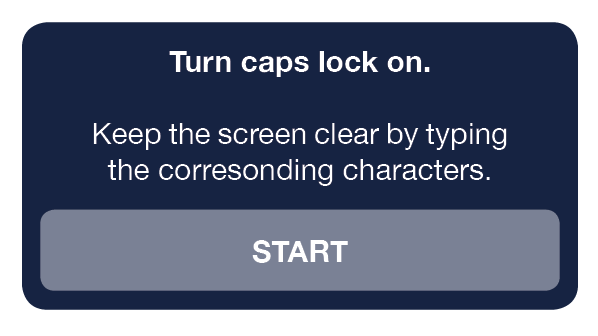 Turn caps lock on.
Keep the screen clear by typing
the corresonding characters.
START